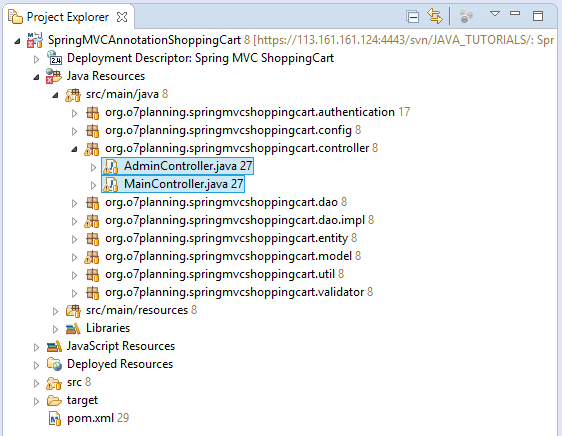 Project Explorer
SpringMVCAnnotationShoppingCart 8 [https://113.161.161.124:4443/svn/JAVA_TUTORIALS/: Spr
Deployment Descriptor: Spring MVC ShoppingCart
Java Resources
src/main/java 8
org.o7planning.springmvcshoppingcart.authentication 17
org.o7planning.springmvcshoppingcart.config 8
org.o7planning.springmvcshoppingcart.controller 8
AdminController.java 27
MainController.java 27
org.o7planning.springmvcshoppingcart.dao 8
org.o7planning.springmvcshoppingcart.dao.impl 8
org.o7planning.springmvcshoppingcart.entity 8
org.o7planning.springmvcshoppingcart.model 8
org.o7planning.springmvcshoppingcart.util 8
org.o7planning.springmvcshoppingcart.validator 8
src/main/resources 8
Libraries
JavaScript Resources
Deployed Resources
src 8
target
pom.xml 29